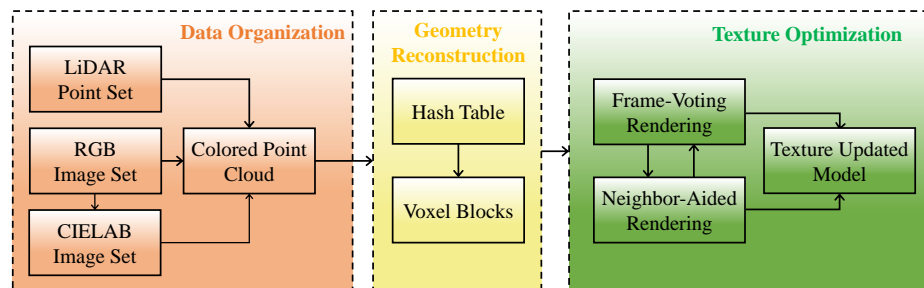 Data Organization
LiDAR
Point Set
RGB
Image Set
CIELAB
Image Set
Colored Point
Cloud
Geometry
Reconstruction
Hash Table
Voxel Blocks
Texture Optimization
Frame-Voting
Rendering
Neighbor-Aided
Rendering
Texture Updated
Model